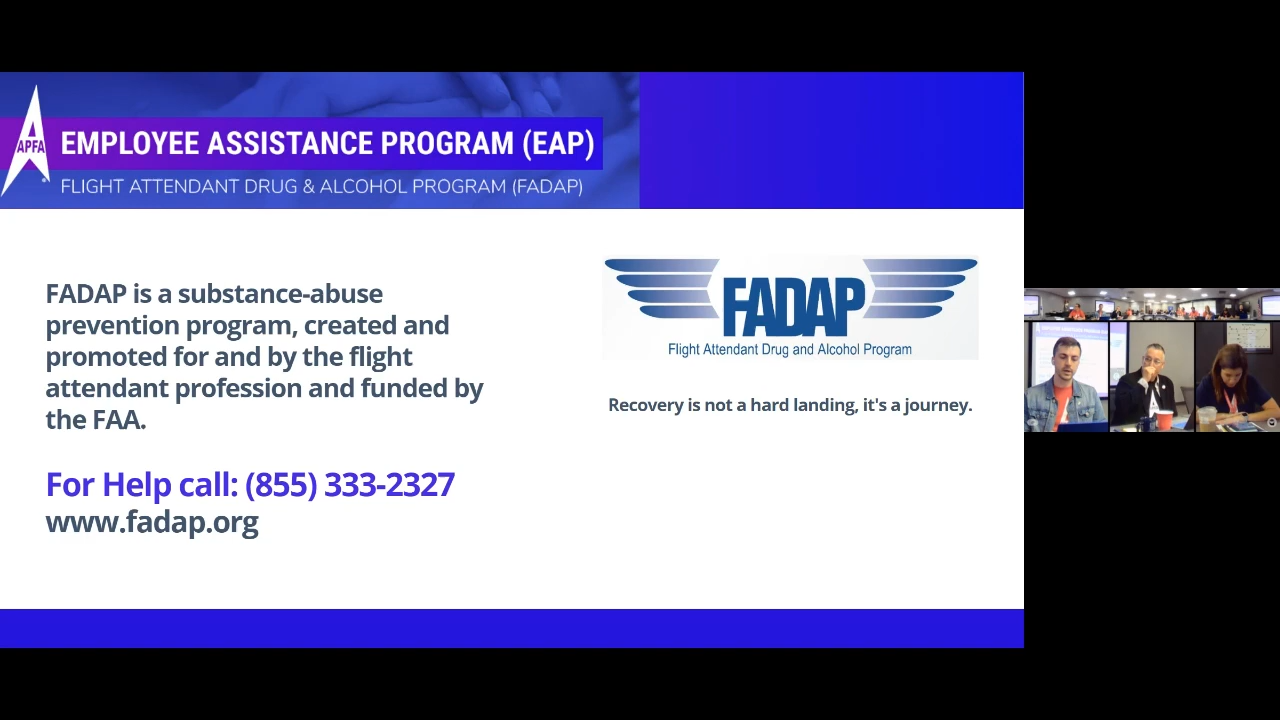 APFA
EMPLOYEE ASSISTANCE PROGRAM (EAP)
FLIGHT ATTENDANT DRUG & ALCOHOL PROGRAM (FADAP)
FADAP is a substance-abuse
prevention program, created and
promoted for and by the flight
attendant profession and funded by
the FAA.
For Help call: (855) 333-2327
www.fadap.org
FADAP
Flight Attendant Drug and Alcohol Program
Recovery is not a hard landing, it's a journey.